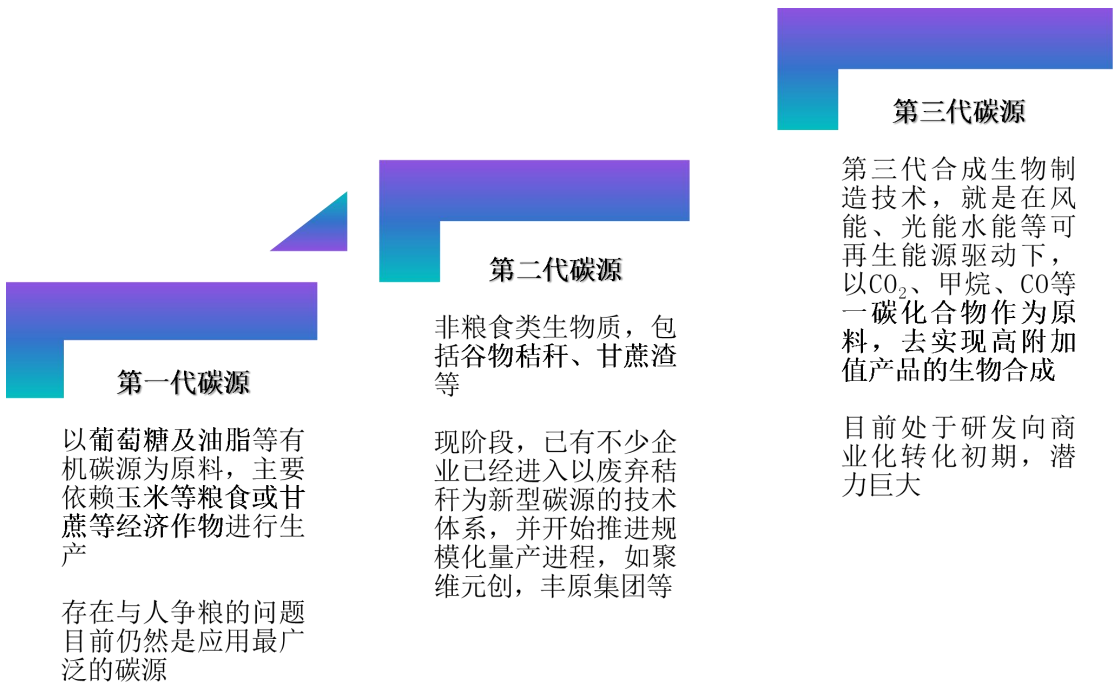 第一代碳源
以葡萄糖及油脂等有
机碳源为原料，主要
依赖玉米等粮食或甘
蔗等经济作物进行生
产
存在与人争粮的问题
目前仍然是应用最广
泛的碳源
第二代碳源
非粮食类生物质，包
括谷物秸秆、甘蔗渣
等
现阶段，已有不少企
业已经进入以废弃秸
秆为新型碳源的技术
体系，并开始推进规
模化量产进程，如聚
维元创，丰原集团等
第三代碳源
第三代合成生物制
造技术，就是在风
能、光能水能等可
再生能源驱动下，
以CO₂、甲烷、CO等
一碳化合物作为原
料，去实现高附加
值产品的生物合成
目前处于研发向商
业化转化初期，潜
力巨大